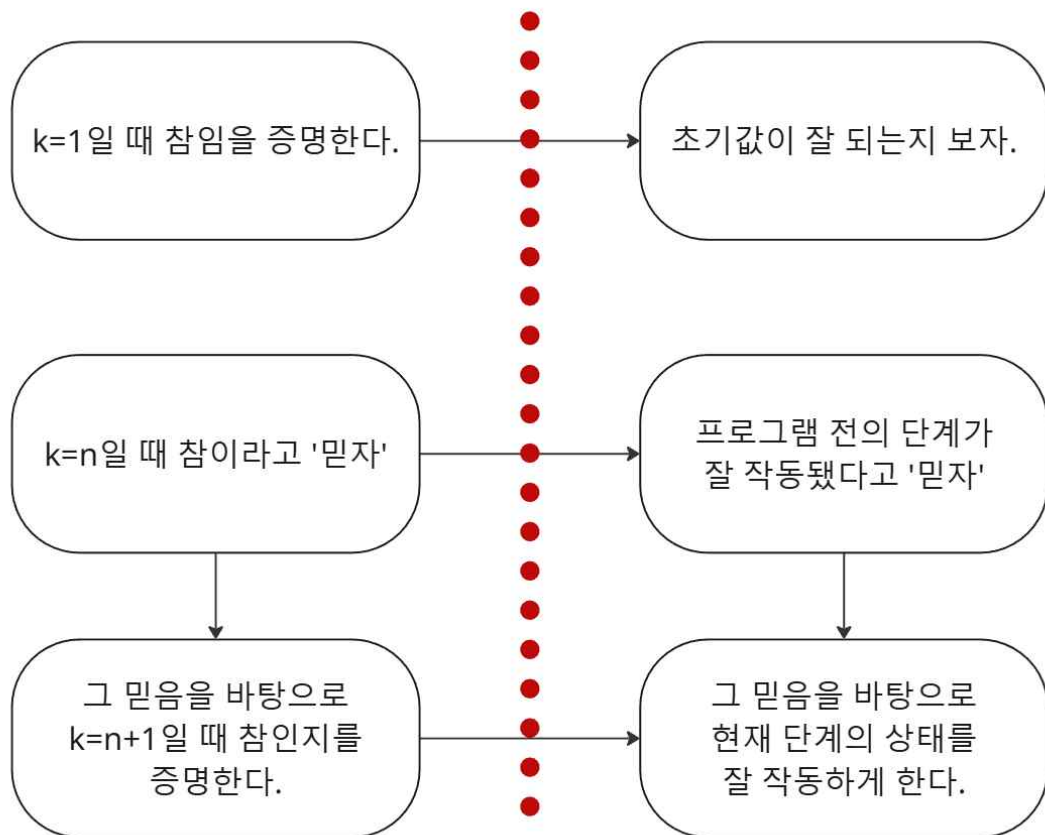 k=1일 때 참임을 증명한다.
초기값이 잘 되는지 보자.
k=n일 때 참이라고 '믿자'
프로그램 전의 단계가
잘 작동됐다고 '믿자'
그 믿음을 바탕으로
k=n+1일 때 참인지를
증명한다.
그 믿음을 바탕으로
현재 단계의 상태를
잘 작동하게 한다.